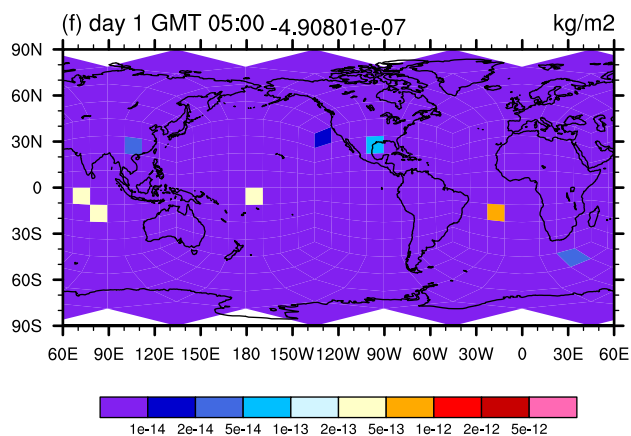 (f) day 1 GMT 05:00 -4.90801e-07 kg/m2
90N
60N
30N
0
30S
60S
90S
60E 90E 120E 150E 180 150W 120W 90W 60W 30W 0 30E 60E
1e-14 2e-14 5e-14 1e-13 2e-13 5e-13 1e-12 2e-12 5e-12